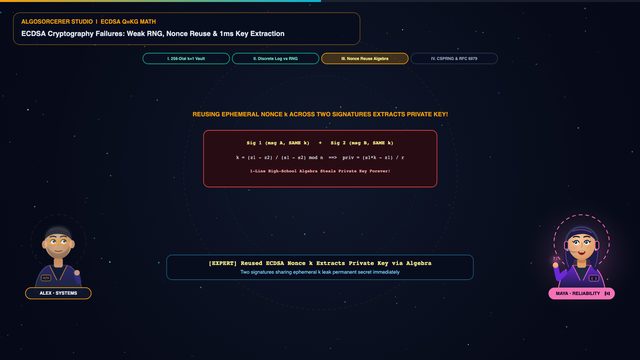 ALGOSORCERER STUDIO | ECDSA Q=KG MATH
ECDSA Cryptography Failures: Weak RNG, Nonce Reuse & 1ms Key Extraction
I. 256-Dial k×1 Vault
II. Discrete Log vs RNG
III. Nonce Reuse Algebra
IV. CSPRNG & RFC 6979
REUSING EPHEMERAL NONCE k ACROSS TWO SIGNATURES EXTRACTS PRIVATE KEY!
Sig 1 (msg A, SAME k) + Sig 2 (msg B, SAME k)
k = (z1 − z2) / (s1 − s2) mod n ==> priv = (s1*k − z1) / r
1-Line High-School Algebra Steals Private Key Forever!
[EXPERT] Reused ECDSA Nonce k Extracts Private Key via Algebra
Two signatures sharing ephemeral k leak permanent secret immediately
ALEX • SYSTEMS
MAYA • RELIABILITY